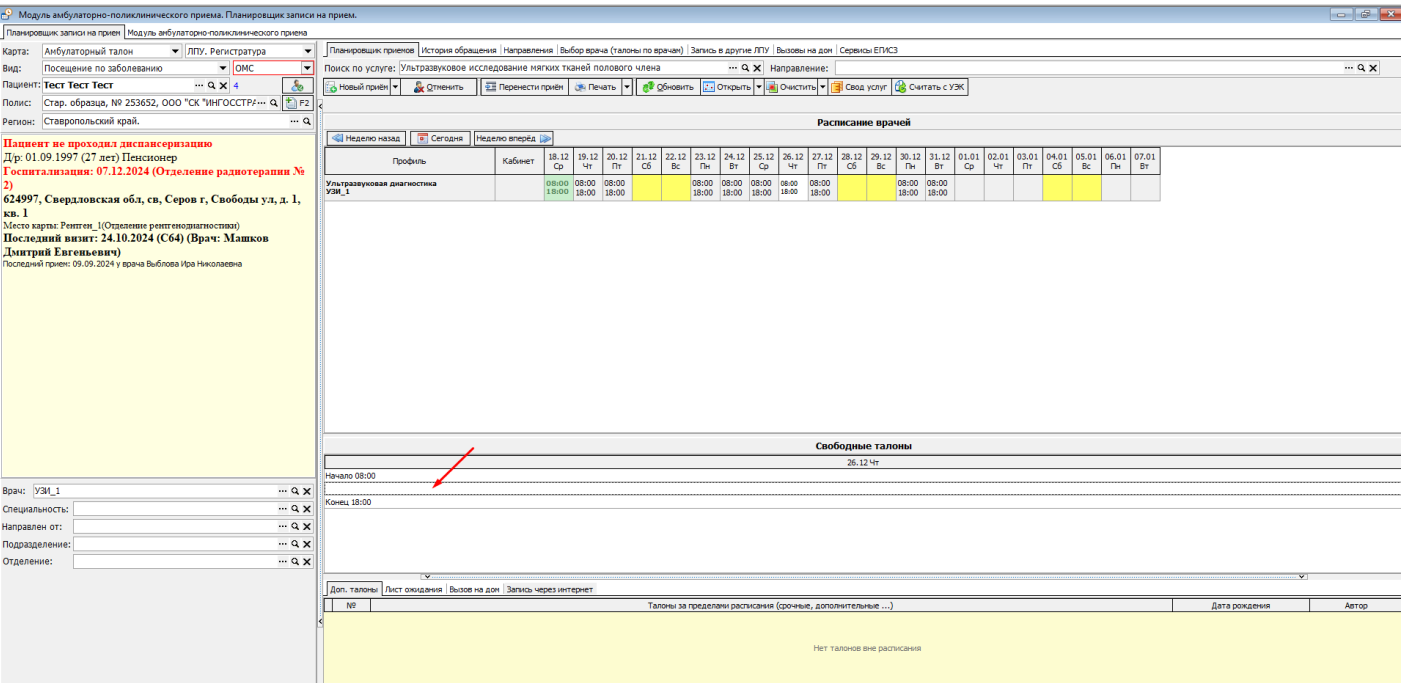 Модуль амбулаторно-поликлинического приема. Планировщик записи на прием.
Планировщик записи на прием Модуль амбулаторно-поликлинического приема
Карта: Амбулаторный талон ЛПУ. Регистратура
Вид: Посещение по заболеванию ОМС
Пациент: Тест Тест Тест 4
Полис: Стар. образца, № 253652, ООО "СК "ИНГОССТРА F2
Регион: Ставропольский край.
Пациент не проходил диспансеризацию
Д/р: 01.09.1997 (27 лет) Пенсионер
Госпитализация: 07.12.2024 (Отделение радиотерапии №
2)
624997, Свердловская обл, св, Серов г, Свободы ул, д. 1,
кв. 1
Место карты: Рентген_1(Отделение рентгенодиагностики)
Последний визит: 24.10.2024 (C64) (Врач: Машков
Дмитрий Евгеньевич)
Последний прием: 09.09.2024 у врача Выблова Ира Николаевна
Врач: УЗИ_1
Специальность:
Направлен от:
Подразделение:
Отделение:
Планировщик приемов История обращения Направления Выбор врача (талоны по врачам) Запись в другие ЛПУ Вызовы на дом Сервисы ЕГИСЗ
Поиск по услуге: Ультразвуковое исследование мягких тканей полового члена Направление:
Новый приём Отменить Перенести приём Печать Обновить Открыть Очистить Свод услуг Считать с УЭК
Расписание врачей
Неделю назад Сегодня Неделю вперёд
Профиль Кабинет 18.12 19.12 20.12 21.12 22.12 23.12 24.12 25.12 26.12 27.12 28.12 29.12 30.12 31.12 01.01 02.01 03.01 04.01 05.01 06.01 07.01
Ср Чт Пт Сб Вс Пн Вт Ср Чт Пт Сб Вс Пн Вт Ср Чт Пт Сб Вс Пн Вт
Ультразвуковая диагностика 08:00 08:00 08:00 08:00 08:00 08:00 08:00 08:00 08:00 08:00
УЗИ_1 18:00 18:00 18:00 18:00 18:00 18:00 18:00 18:00 18:00 18:00
Свободные талоны
26.12 Чт
Начало 08:00
Конец 18:00
Доп. талоны Лист ожидания Вызов на дом Запись через интернет
№ Талоны за пределами расписания (срочные, дополнительные ...) Дата рождения Автор
Нет талонов вне расписания